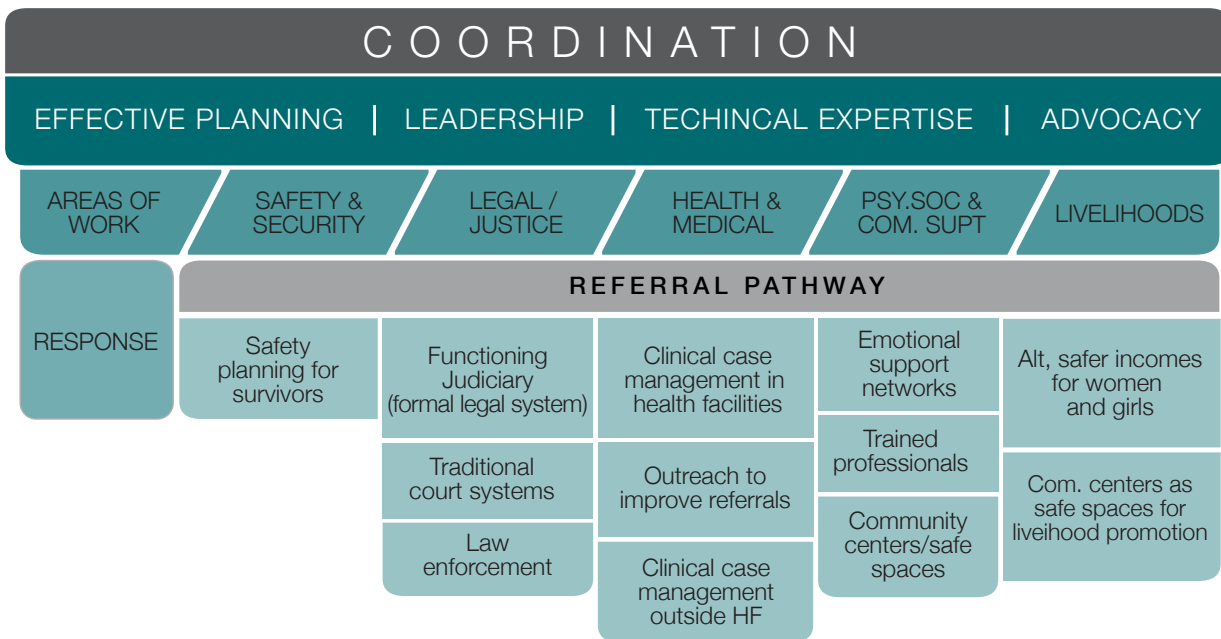 COORDINATION
EFFECTIVE PLANNING | LEADERSHIP | TECHINCAL EXPERTISE | ADVOCACY
AREAS OF
WORK
SAFETY &
SECURITY
LEGAL /
JUSTICE
HEALTH &
MEDICAL
PSY.SOC &
COM. SUPT
LIVELIHOODS
REFERRAL PATHWAY
RESPONSE
Safety
planning for
survivors
Functioning
Judiciary
(formal legal system)
Traditional
court systems
Law
enforcement
Clinical case
management in
health facilities
Outreach to
improve referrals
Clinical case
management
outside HF
Emotional
support
networks
Trained
professionals
Community
centers/safe
spaces
Alt, safer incomes
for women
and girls
Com. centers as
safe spaces for
liveihood promotion